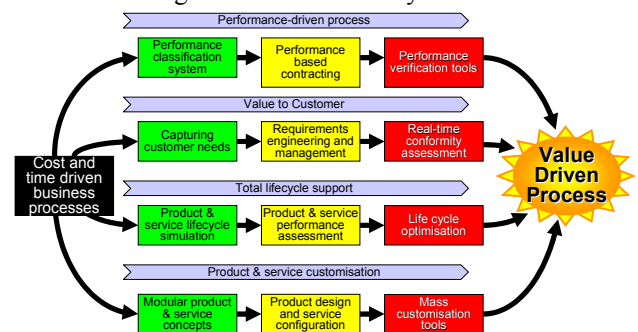 Performance-driven process
Performance
classification
system
Performance
based
contracting
Performance
verification tools
Value to Customer
Capturing
customer needs
Requirements
engineering and
management
Real-time
conformity
assessment
Cost and
time driven
business
processes
Value
Driven
Process
Total lifecycle support
Product &
service lifecycle
simulation
Product & service
performance
assessment
Life cycle
optimisation
Product & service customisation
Modular product
& service
concepts
Product design
and service
configuration
Mass
customisation
tools